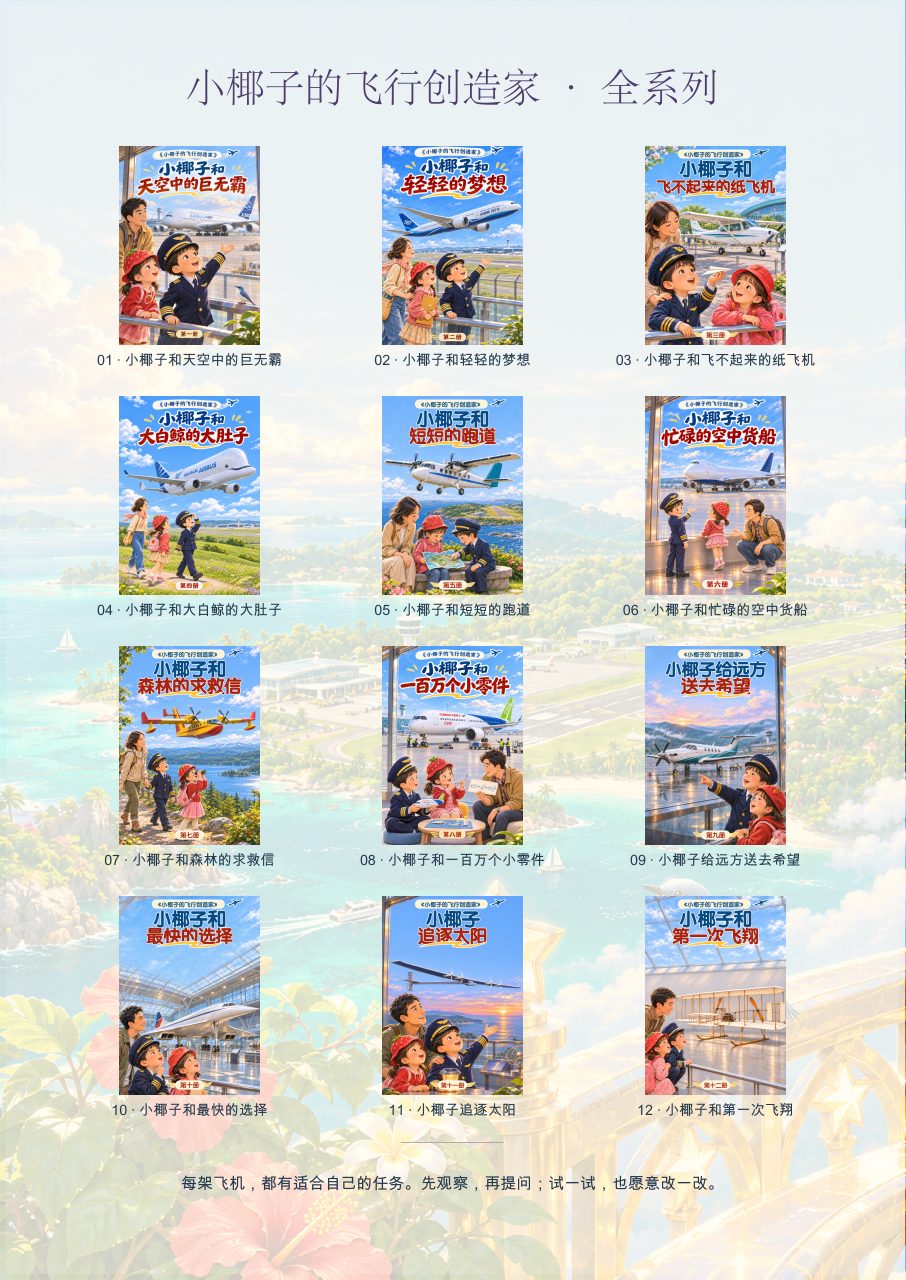 小椰子的飞行创造家 · 全系列
《小椰子的飞行创造家》
小椰子和
天空中的巨无霸
第一册
01 · 小椰子和天空中的巨无霸
《小椰子的飞行创造家》
小椰子和
轻轻的梦想
第二册
02 · 小椰子和轻轻的梦想
《小椰子的飞行创造家》
小椰子和
飞不起来的纸飞机
第三册
03 · 小椰子和飞不起来的纸飞机
《小椰子的飞行创造家》
小椰子和
大白鲸的大肚子
AIRBUS
第四册
04 · 小椰子和大白鲸的大肚子
《小椰子的飞行创造家》
小椰子和
短短的跑道
第五册
05 · 小椰子和短短的跑道
《小椰子的飞行创造家》
小椰子和
忙碌的空中货船
第六册
06 · 小椰子和忙碌的空中货船
《小椰子的飞行创造家》
小椰子和
森林的求救信
第七册
07 · 小椰子和森林的求救信
《小椰子的飞行创造家》
小椰子和
一百万个小零件
第八册
08 · 小椰子和一百万个小零件
《小椰子的飞行创造家》
小椰子给远方
送去希望
第九册
09 · 小椰子给远方送去希望
《小椰子的飞行创造家》
小椰子和
最快的选择
第十册
10 · 小椰子和最快的选择
《小椰子的飞行创造家》
小椰子
追逐太阳
第十一册
11 · 小椰子追逐太阳
《小椰子的飞行创造家》
小椰子和
第一次飞翔
第十二册
12 · 小椰子和第一次飞翔
每架飞机，都有适合自己的任务。先观察，再提问；试一试，也愿意改一改。